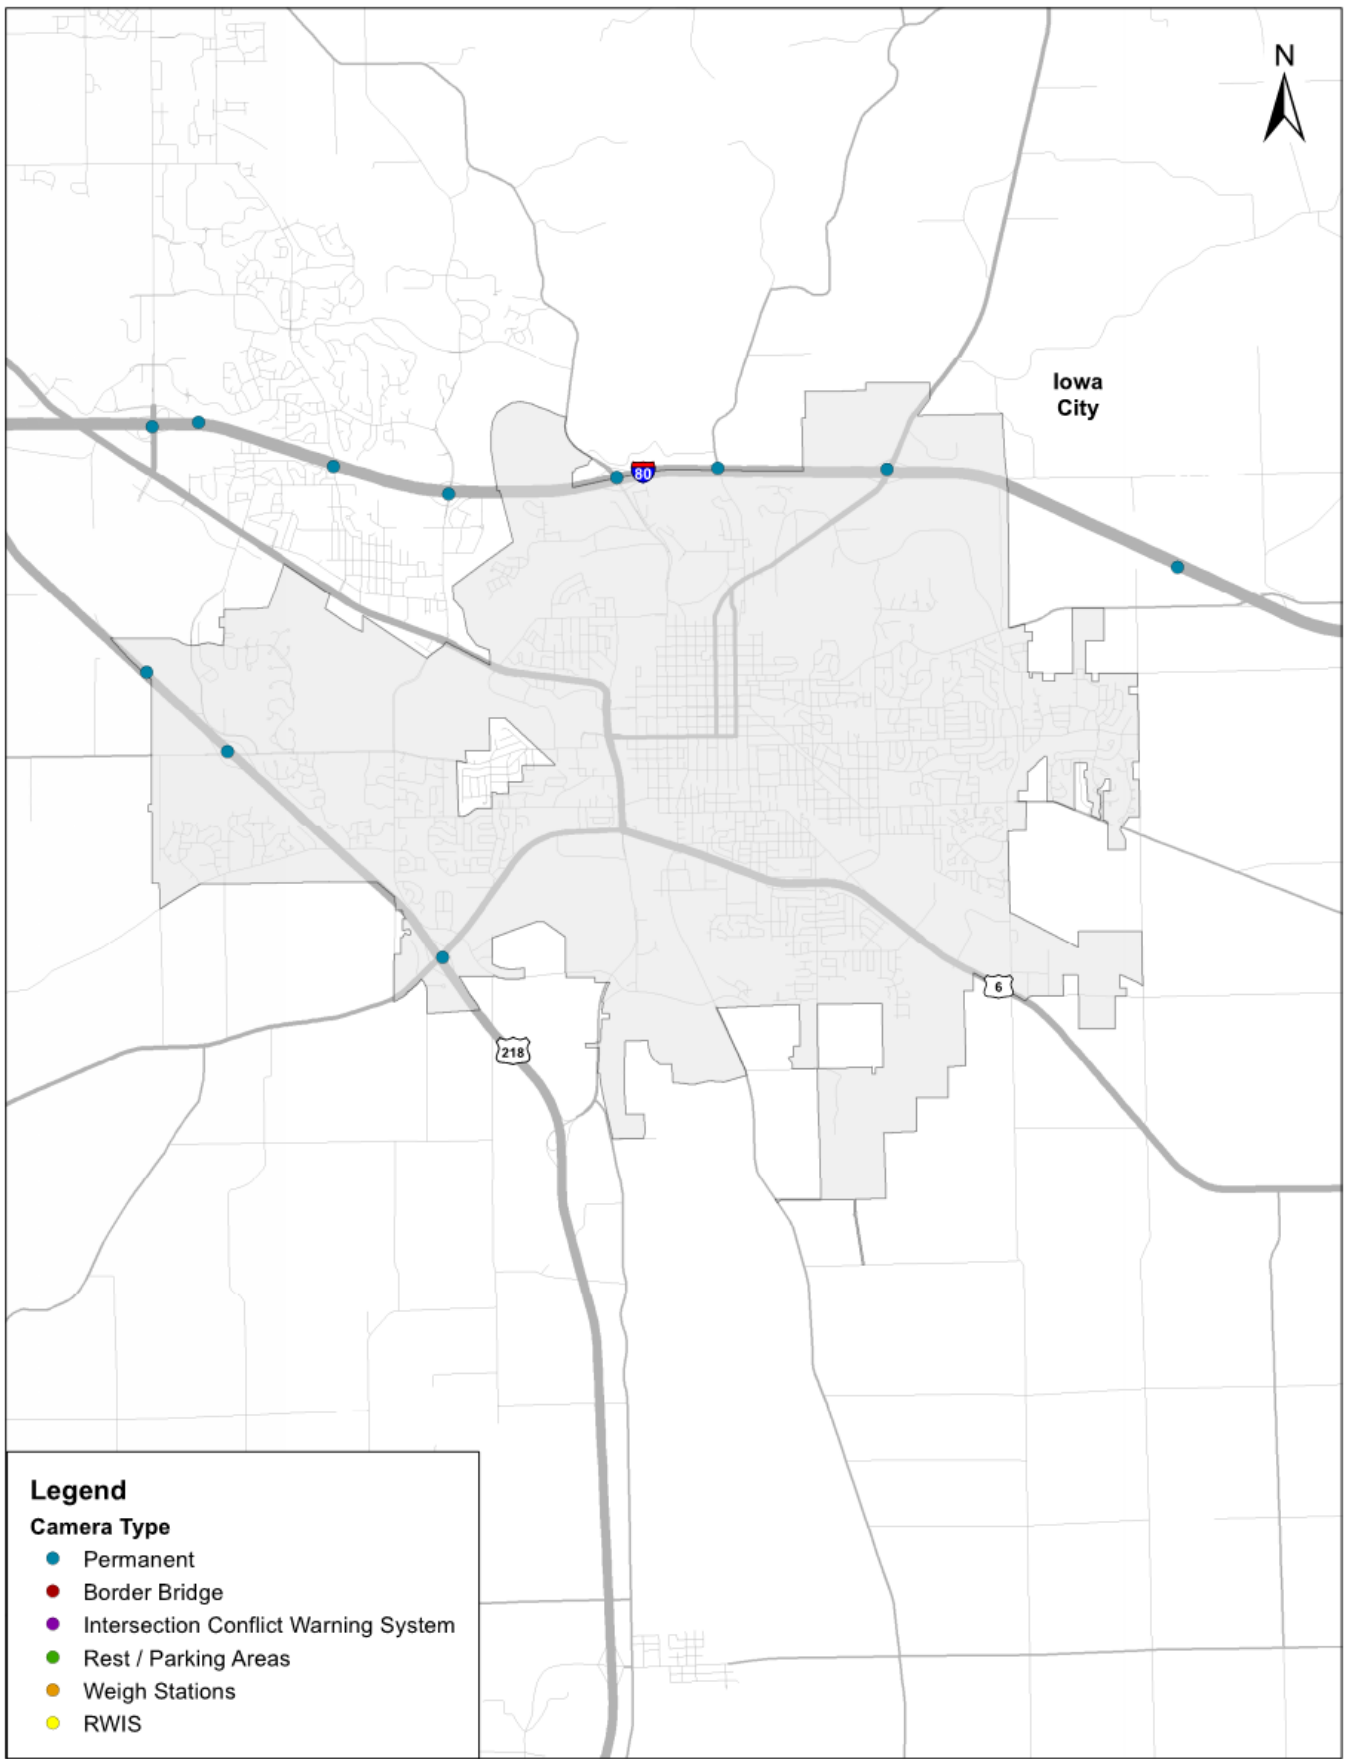 N
Iowa
City
80
6
218
Legend
Camera Type
Permanent
Border Bridge
Intersection Conflict Warning System
Rest / Parking Areas
Weigh Stations
RWIS